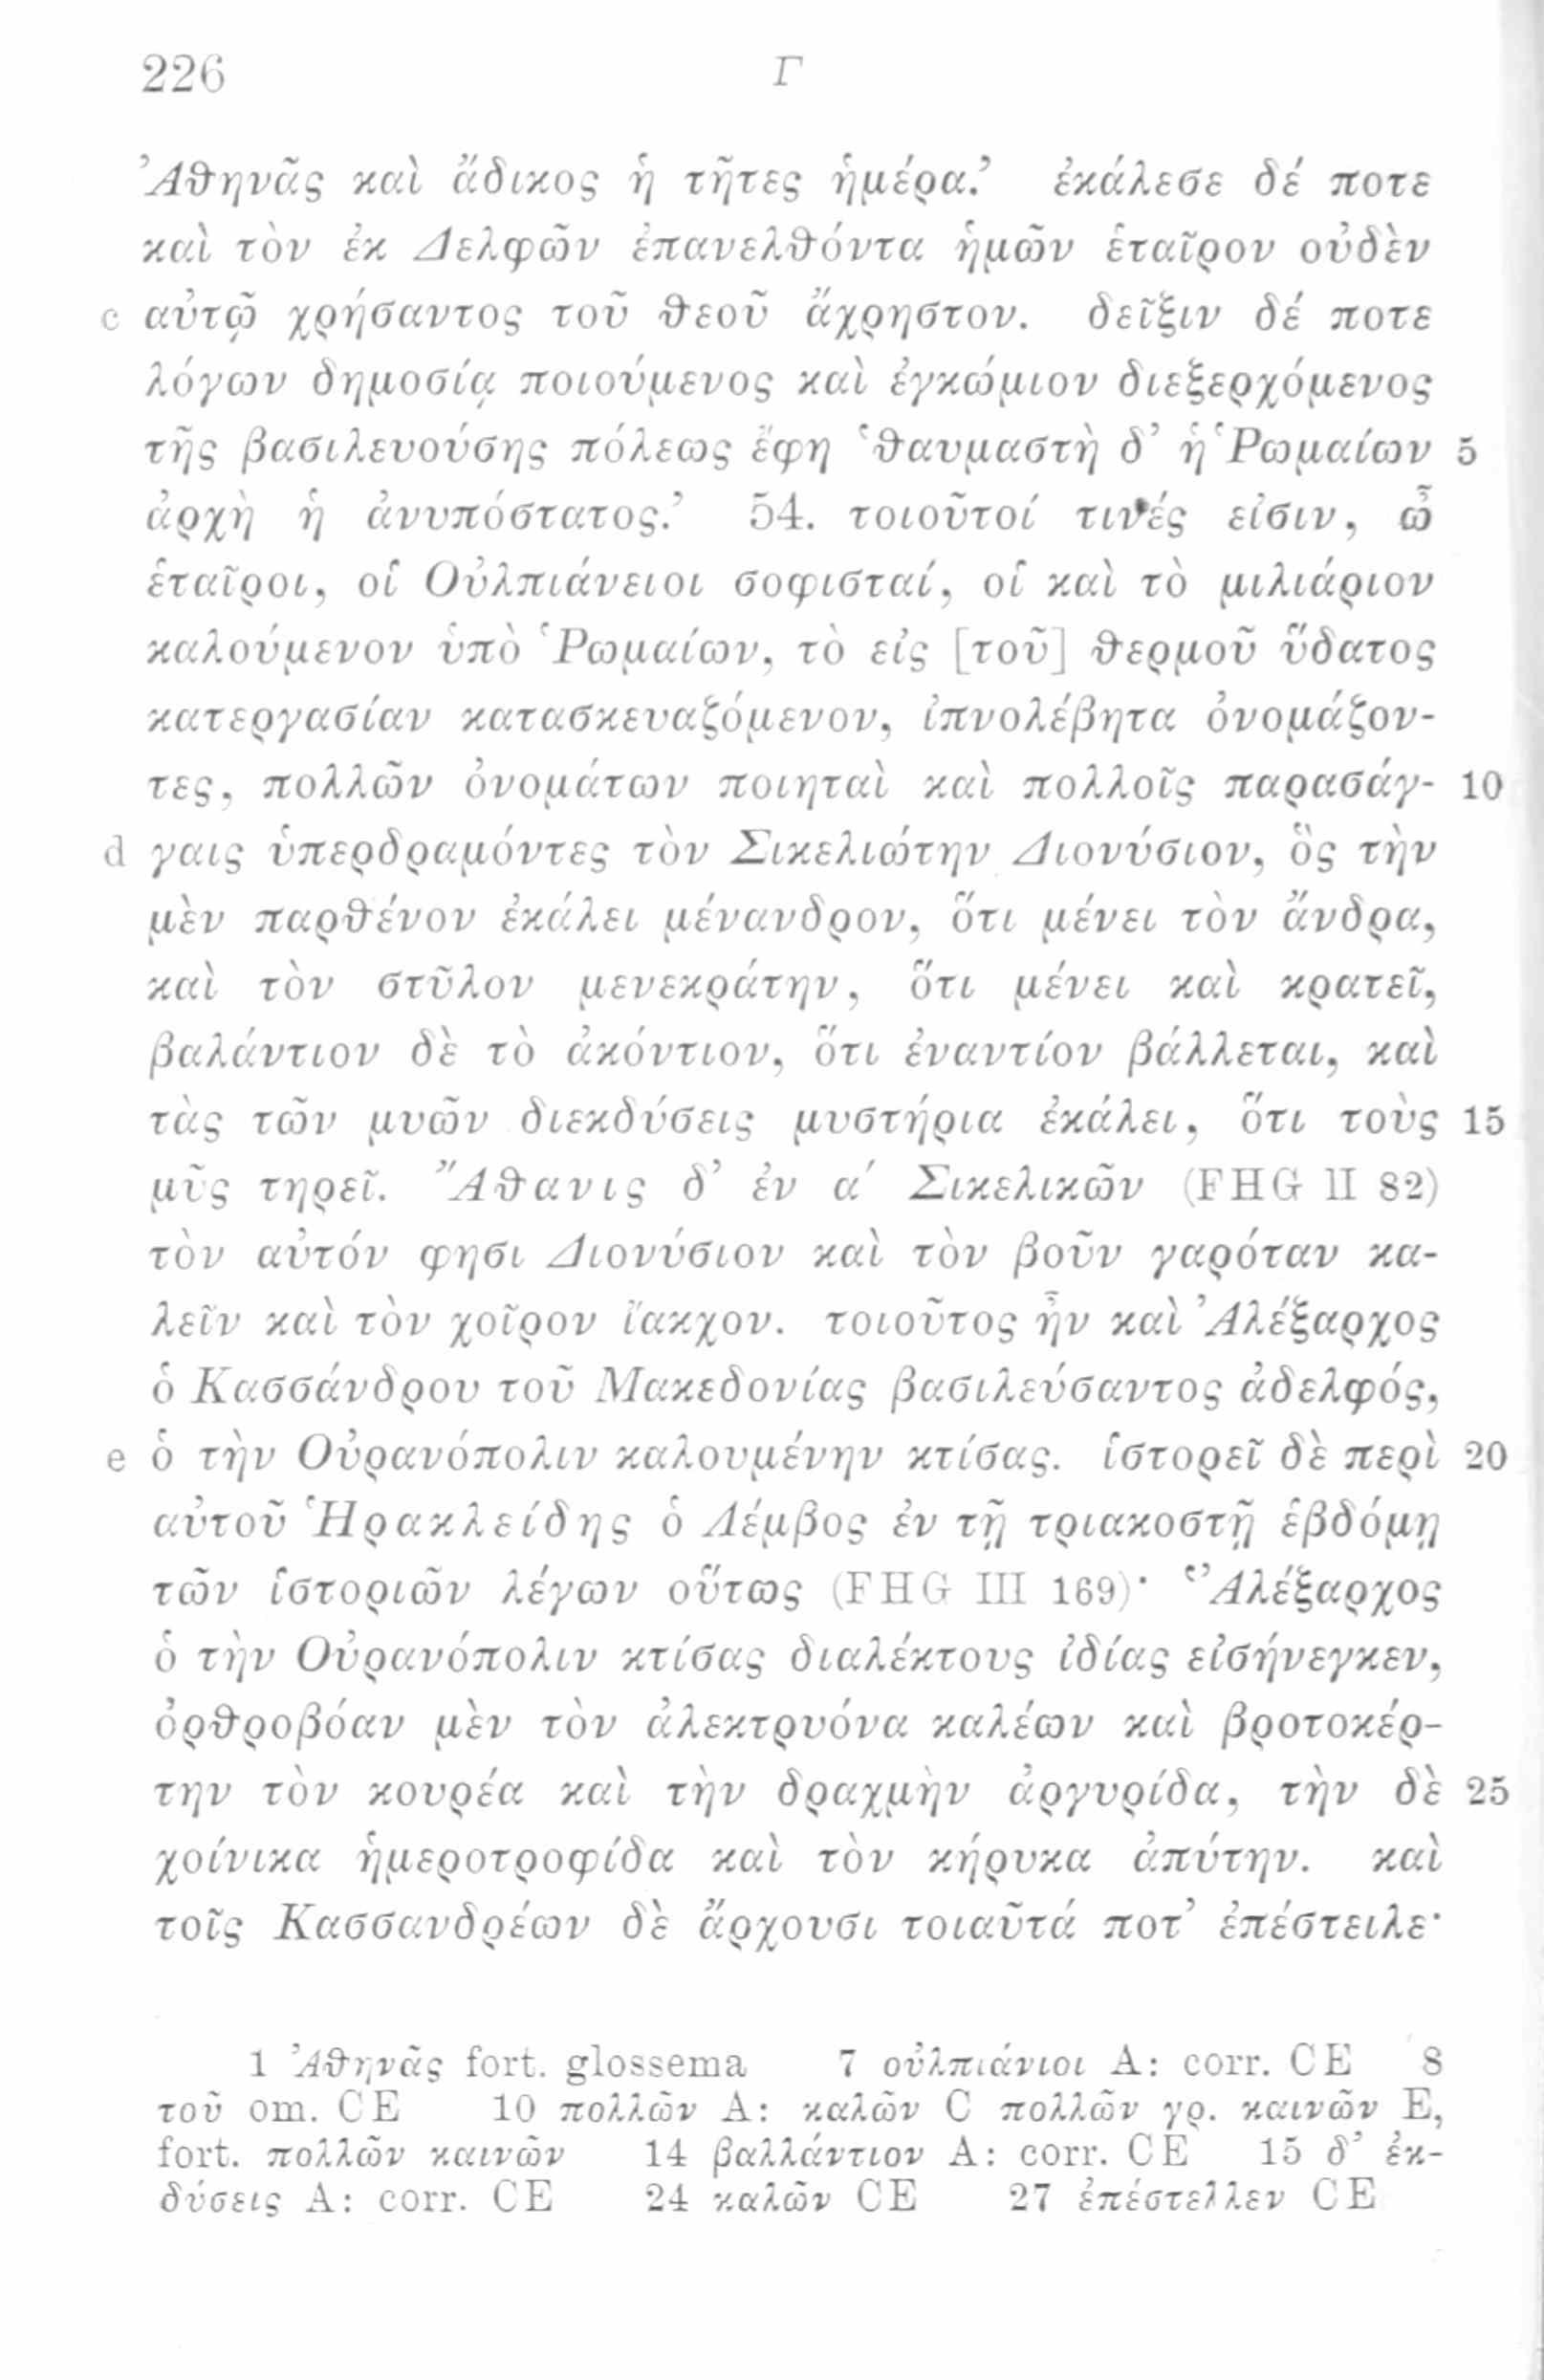 226 Γ
Ἀθηνᾶς καὶ ἄδικος ἡ τῆτες ἡμέρα.’ ἐκάλεσε δέ ποτε
καὶ τὸν ἐκ Δελφῶν ἐπανελθόντα ἡμῶν ἑταῖρον οὐδὲν
c αὐτῷ χρήσαντος τοῦ θεοῦ ἄχρηστον. δεῖξιν δέ ποτε
λόγων δημοσίᾳ ποιούμενος καὶ ἐγκώμιον διεξερχόμενος
τῆς βασιλευούσης πόλεως ἔφη ‘θαυμαστὴ δ’ ἡ Ῥωμαίων 5
ἀρχὴ ἡ ἀνυπόστατος.’ 54. τοιοῦτοί τινές εἰσιν, ὦ
ἑταῖροι, οἱ Οὐλπιάνειοι σοφισταί, οἱ καὶ τὸ μιλιάριον
καλούμενον ὑπὸ Ῥωμαίων, τὸ εἰς [τοῦ] θερμοῦ ὕδατος
κατεργασίαν κατασκευαζόμενον, ἰπνολέβητα ὀνομάζον-
τες, πολλῶν ὀνομάτων ποιηταὶ καὶ πολλοῖς παρασάγ- 10
d γαις ὑπερδραμόντες τὸν Σικελιώτην Διονύσιον, ὃς τὴν
μὲν παρθένον ἐκάλει μένανδρον, ὅτι μένει τὸν ἄνδρα,
καὶ τὸν στῦλον μενεκράτην, ὅτι μένει καὶ κρατεῖ,
βαλάντιον δὲ τὸ ἀκόντιον, ὅτι ἐναντίον βάλλεται, καὶ
τὰς τῶν μυῶν διεκδύσεις μυστήρια ἐκάλει, ὅτι τοὺς 15
μῦς τηρεῖ. Ἄθανις δ’ ἐν α΄ Σικελικῶν (FHG II 82)
τὸν αὐτόν φησι Διονύσιον καὶ τὸν βοῦν γαρόταν κα-
λεῖν καὶ τὸν χοῖρον ἴακχον. τοιοῦτος ἦν καὶ Ἀλέξαρχος
ὁ Κασσάνδρου τοῦ Μακεδονίας βασιλεύσαντος ἀδελφός,
e ὁ τὴν Οὐρανόπολιν καλουμένην κτίσας. ἱστορεῖ δὲ περὶ 20
αὐτοῦ Ἡρακλείδης ὁ Λέμβος ἐν τῇ τριακοστῇ ἑβδόμῃ
τῶν ἱστοριῶν λέγων οὕτως (FHG III 169)· ‘Ἀλέξαρχος
ὁ τὴν Οὐρανόπολιν κτίσας διαλέκτους ἰδίας εἰσήνεγκεν,
ὀρθροβόαν μὲν τὸν ἀλεκτρυόνα καλέων καὶ βροτοκέρ-
την τὸν κουρέα καὶ τὴν δραχμὴν ἀργυρίδα, τὴν δὲ 25
χοίνικα ἡμεροτροφίδα καὶ τὸν κήρυκα ἀπύτην. καὶ
τοῖς Κασσανδρέων δὲ ἄρχουσι τοιαῦτά ποτ’ ἐπέστειλε·
1 Ἀθηνᾶς fort. glossema 7 οὐλπιάνιοι A: corr. CE 8
τοῦ om. CE 10 πολλῶν A: καλῶν C πολλῶν γρ. καινῶν E,
fort. πολλῶν καινῶν 14 βαλλάντιον A: corr. CE 15 δ’ ἐκ-
δύσεις A: corr. CE 24 καλῶν CE 27 ἐπέστελλεν CE